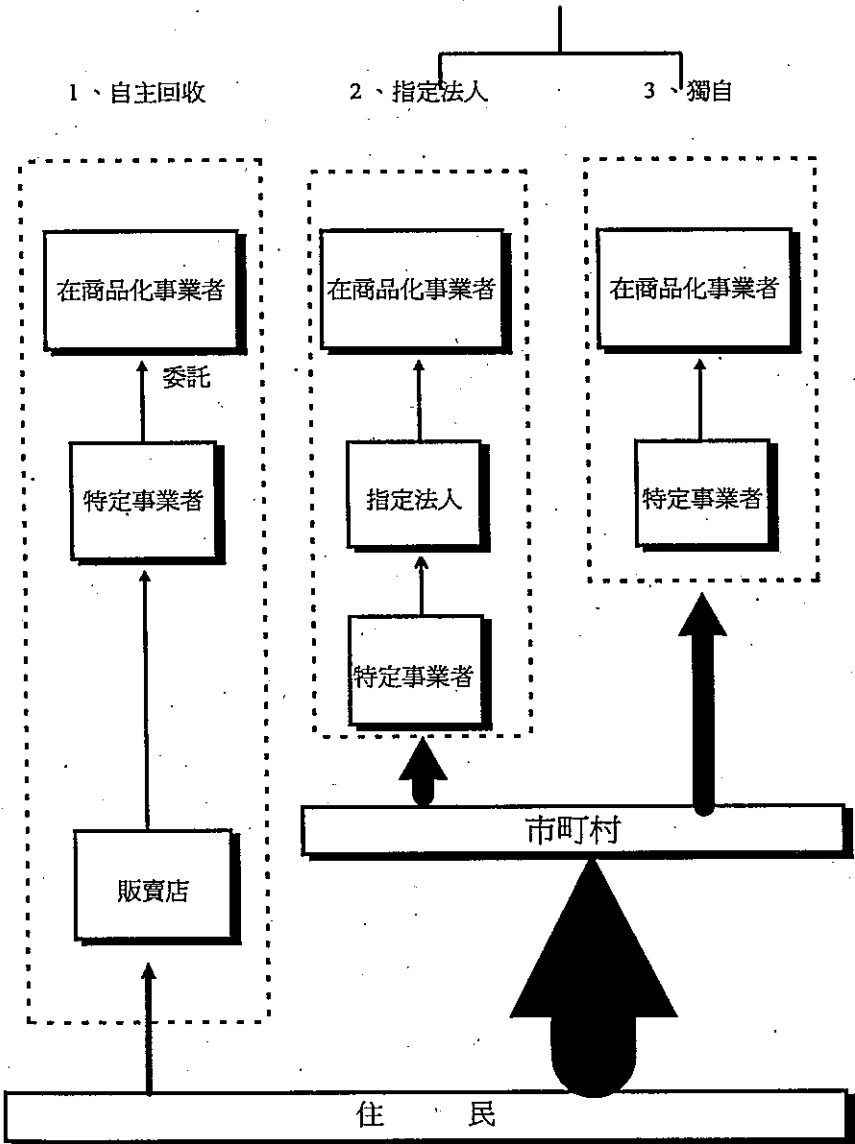 1、自主回收 2、指定法人 3、獨自
在商品化事業者 在商品化事業者 在商品化事業者
委託
特定事業者 指定法人 特定事業者
特定事業者
市町村
販賣店
住 民